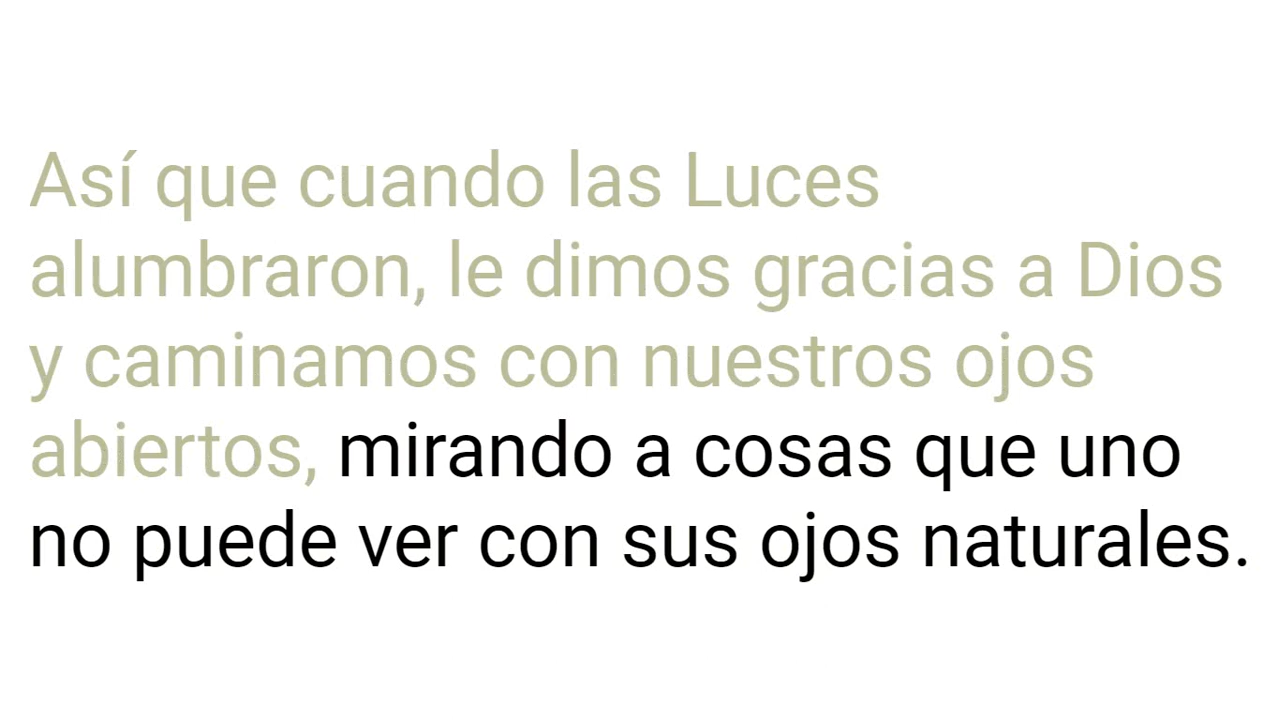 Así que cuando las Luces
alumbraron, le dimos gracias a Dios
y caminamos con nuestros ojos
abiertos, mirando a cosas que uno
no puede ver con sus ojos naturales.